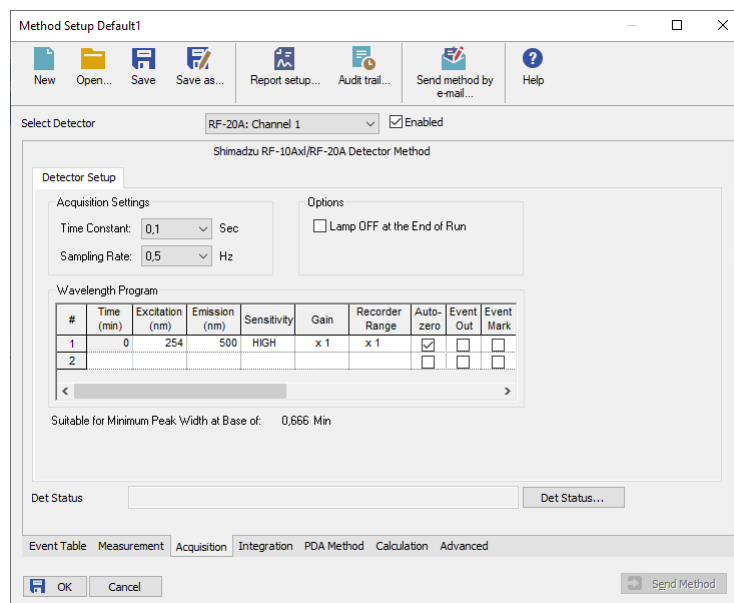 Method Setup Default1
New Open... Save Save as... Report setup... Audit trail... Send method by e-mail... Help
Select Detector RF-20A: Channel 1 Enabled
Shimadzu RF-10Axl/RF-20A Detector Method
Detector Setup
Acquisition Settings Options
Time Constant: 0,1 Sec Lamp OFF at the End of Run
Sampling Rate: 0,5 Hz
Wavelength Program
# Time (min) Excitation (nm) Emission (nm) Sensitivity Gain Recorder Range Auto-zero Event Out Event Mark
1 0 254 500 HIGH x 1 x 1
2
Suitable for Minimum Peak Width at Base of: 0,666 Min
Det Status Det Status...
Event Table Measurement Acquisition Integration PDA Method Calculation Advanced
OK Cancel Send Method